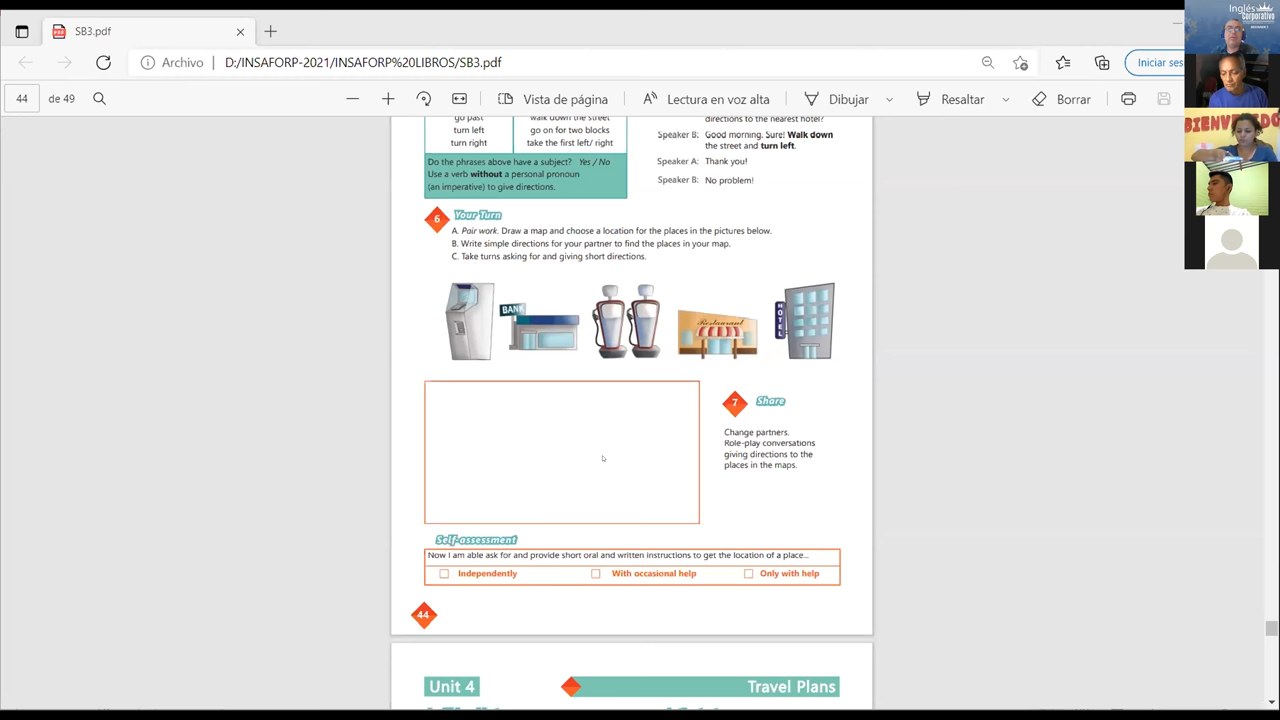 SB3.pdf
Archivo
D:/INSAFORP-2021/INSAFORP%20LIBROS/SB3.pdf
Iniciar ses
44
de 49
Vista de página
Lectura en voz alta
Dibujar
Resaltar
Borrar
go past
walk down the street
turn left
go on for two blocks
turn right
take the first left/ right
Do the phrases above have a subject? Yes / No
Use a verb without a personal pronoun
(an imperative) to give directions.
directions to the nearest hotel?
Speaker B: Good morning. Sure! Walk down
the street and turn left.
Speaker A: Thank you!
Speaker B: No problem!
6
Your Turn
A. Pair work. Draw a map and choose a location for the places in the pictures below.
B. Write simple directions for your partner to find the places in your map.
C. Take turns asking for and giving short directions.
BANK
Restaurant
HOTEL
7
Share
Change partners.
Role-play conversations
giving directions to the
places in the maps.
Self-assessment
Now I am able ask for and provide short oral and written instructions to get the location of a place...
Independently
With occasional help
Only with help
44
Unit 4
Travel Plans
Inglés
Corporativo
BIENVENIDO